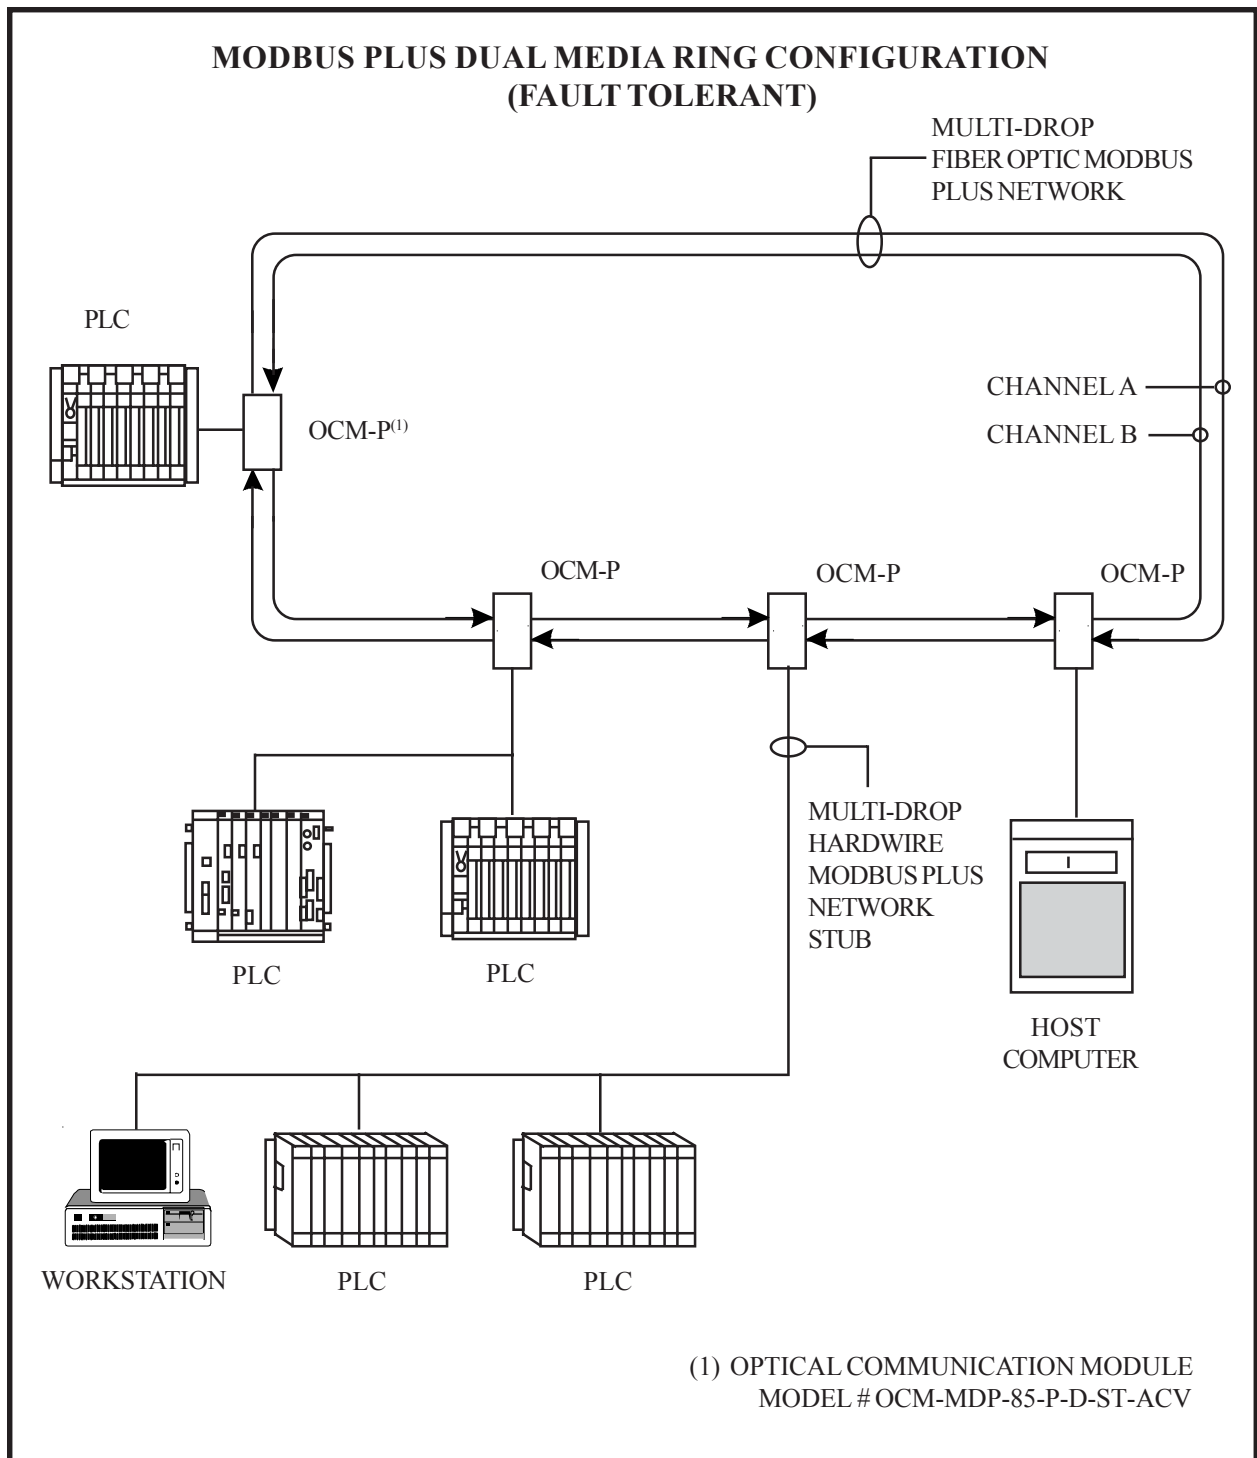 MODBUS PLUS DUAL MEDIA RING CONFIGURATION
(FAULT TOLERANT)
MULTI-DROP
FIBER OPTIC MODBUS
PLUS NETWORK
PLC
CHANNEL A
OCM-P(1)
CHANNEL B
OCM-P
OCM-P
OCM-P
MULTI-DROP
HARDWIRE
MODBUS PLUS
NETWORK
STUB
PLC
PLC
HOST
COMPUTER
WORKSTATION
PLC
PLC
(1) OPTICAL COMMUNICATION MODULE
MODEL # OCM-MDP-85-P-D-ST-ACV